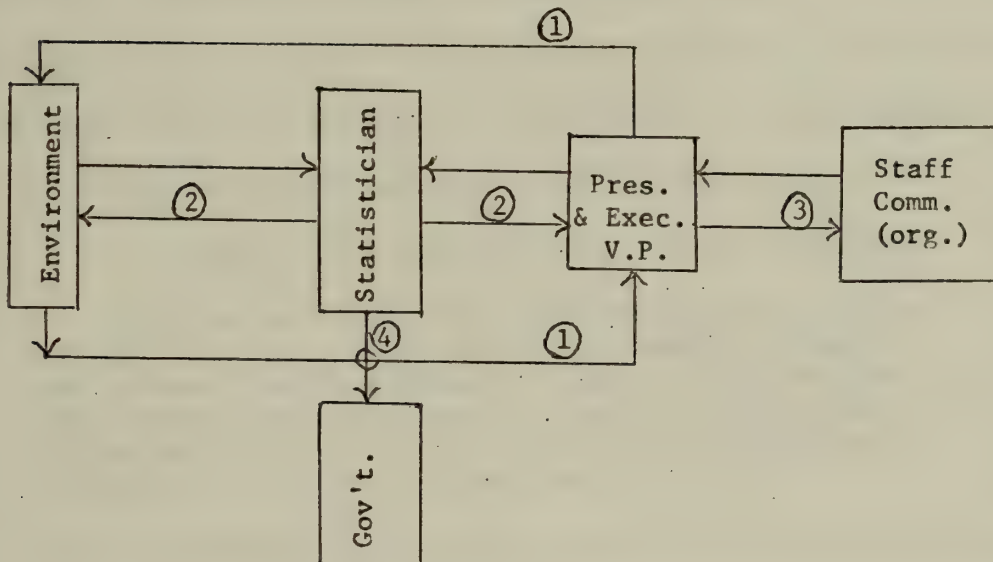 ①
Environment
②
Statistician
②
Pres.
& Exec.
V.P.
③
Staff
Comm.
(org.)
④
①
Gov't.